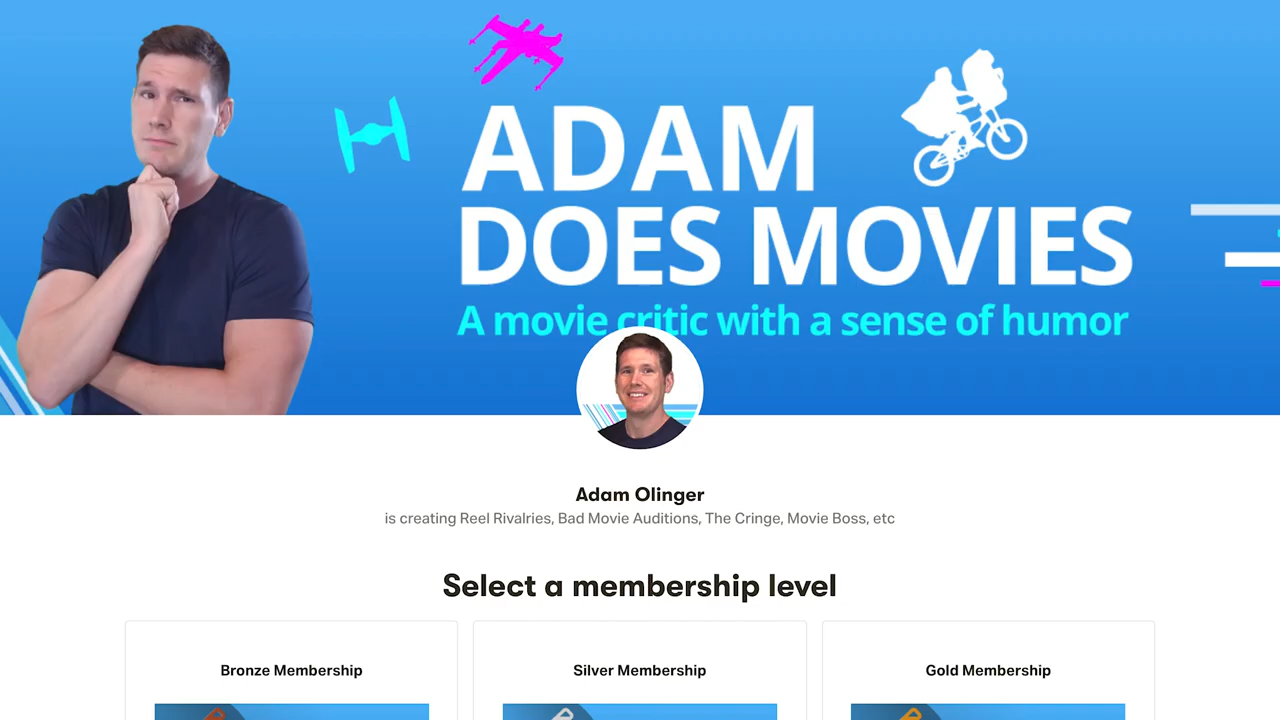 ADAM
DOES MOVIES
A movie critic with a sense of humor
Adam Olinger
is creating Reel Rivalries, Bad Movie Auditions, The Cringe, Movie Boss, etc
Select a membership level
Bronze Membership
Silver Membership
Gold Membership